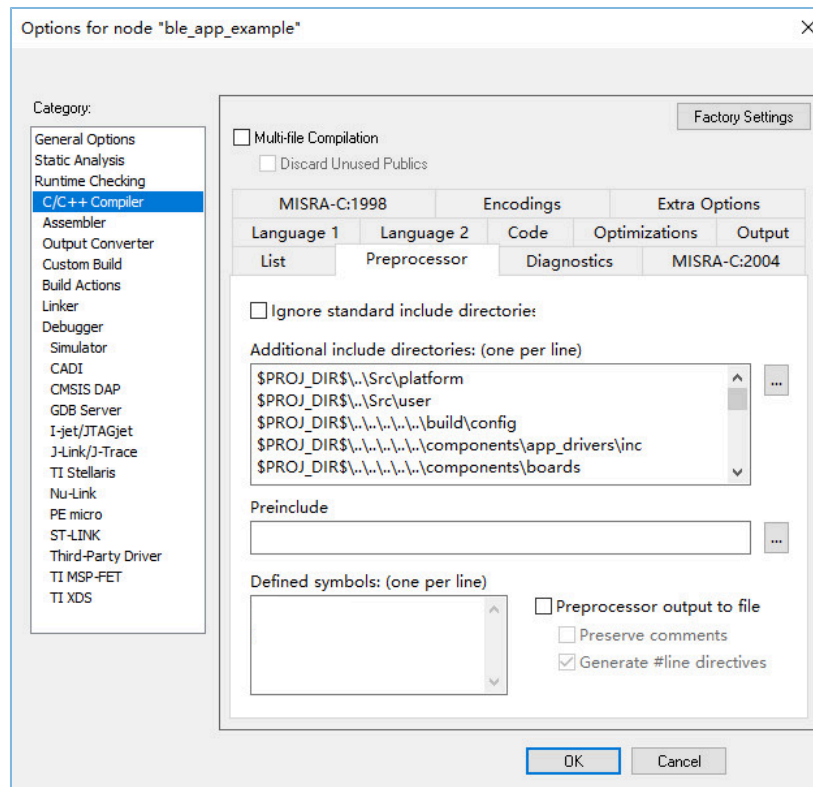 Options for node "ble_app_example"
Category:
General Options
Static Analysis
Runtime Checking
C/C++ Compiler
Assembler
Output Converter
Custom Build
Build Actions
Linker
Debugger
Simulator
CADI
CMSIS DAP
GDB Server
I-jet/JTAGjet
J-Link/J-Trace
TI Stellaris
Nu-Link
PE micro
ST-LINK
Third-Party Driver
TI MSP-FET
TI XDS
Factory Settings
Multi-file Compilation
Discard Unused Publics
MISRA-C:1998 Encodings Extra Options
Language 1 Language 2 Code Optimizations Output
List Preprocessor Diagnostics MISRA-C:2004
Ignore standard include directories
Additional include directories: (one per line)
$PROJ_DIR$\..\Src\platform
$PROJ_DIR$\..\Src\user
$PROJ_DIR$\..\..\..\..\..\build\config
$PROJ_DIR$\..\..\..\..\..\components\app_drivers\inc
$PROJ_DIR$\..\..\..\..\..\components\boards
...
Preinclude
...
Defined symbols: (one per line)
Preprocessor output to file
Preserve comments
Generate #line directives
OK Cancel